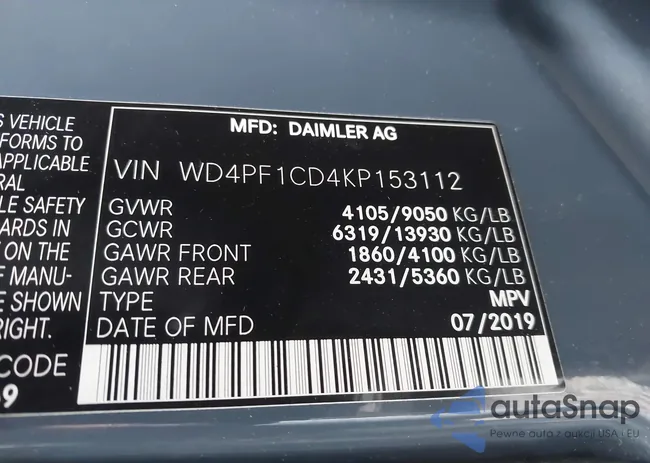 S VEHICLE
FORMS TO
APPLICABLE
RAL
LE SAFETY
ARDS IN
ON THE
OF MANU-
E SHOWN
RIGHT.
CODE
69
MFD: DAIMLER AG
VIN WD4PF1CD4KP153112
GVWR 4105/9050 KG/LB
GCWR 6319/13930 KG/LB
GAWR FRONT 1860/4100 KG/LB
GAWR REAR 2431/5360 KG/LB
TYPE MPV
DATE OF MFD 07/2019
autaSnap
Pewne auta z aukcji USA i EU